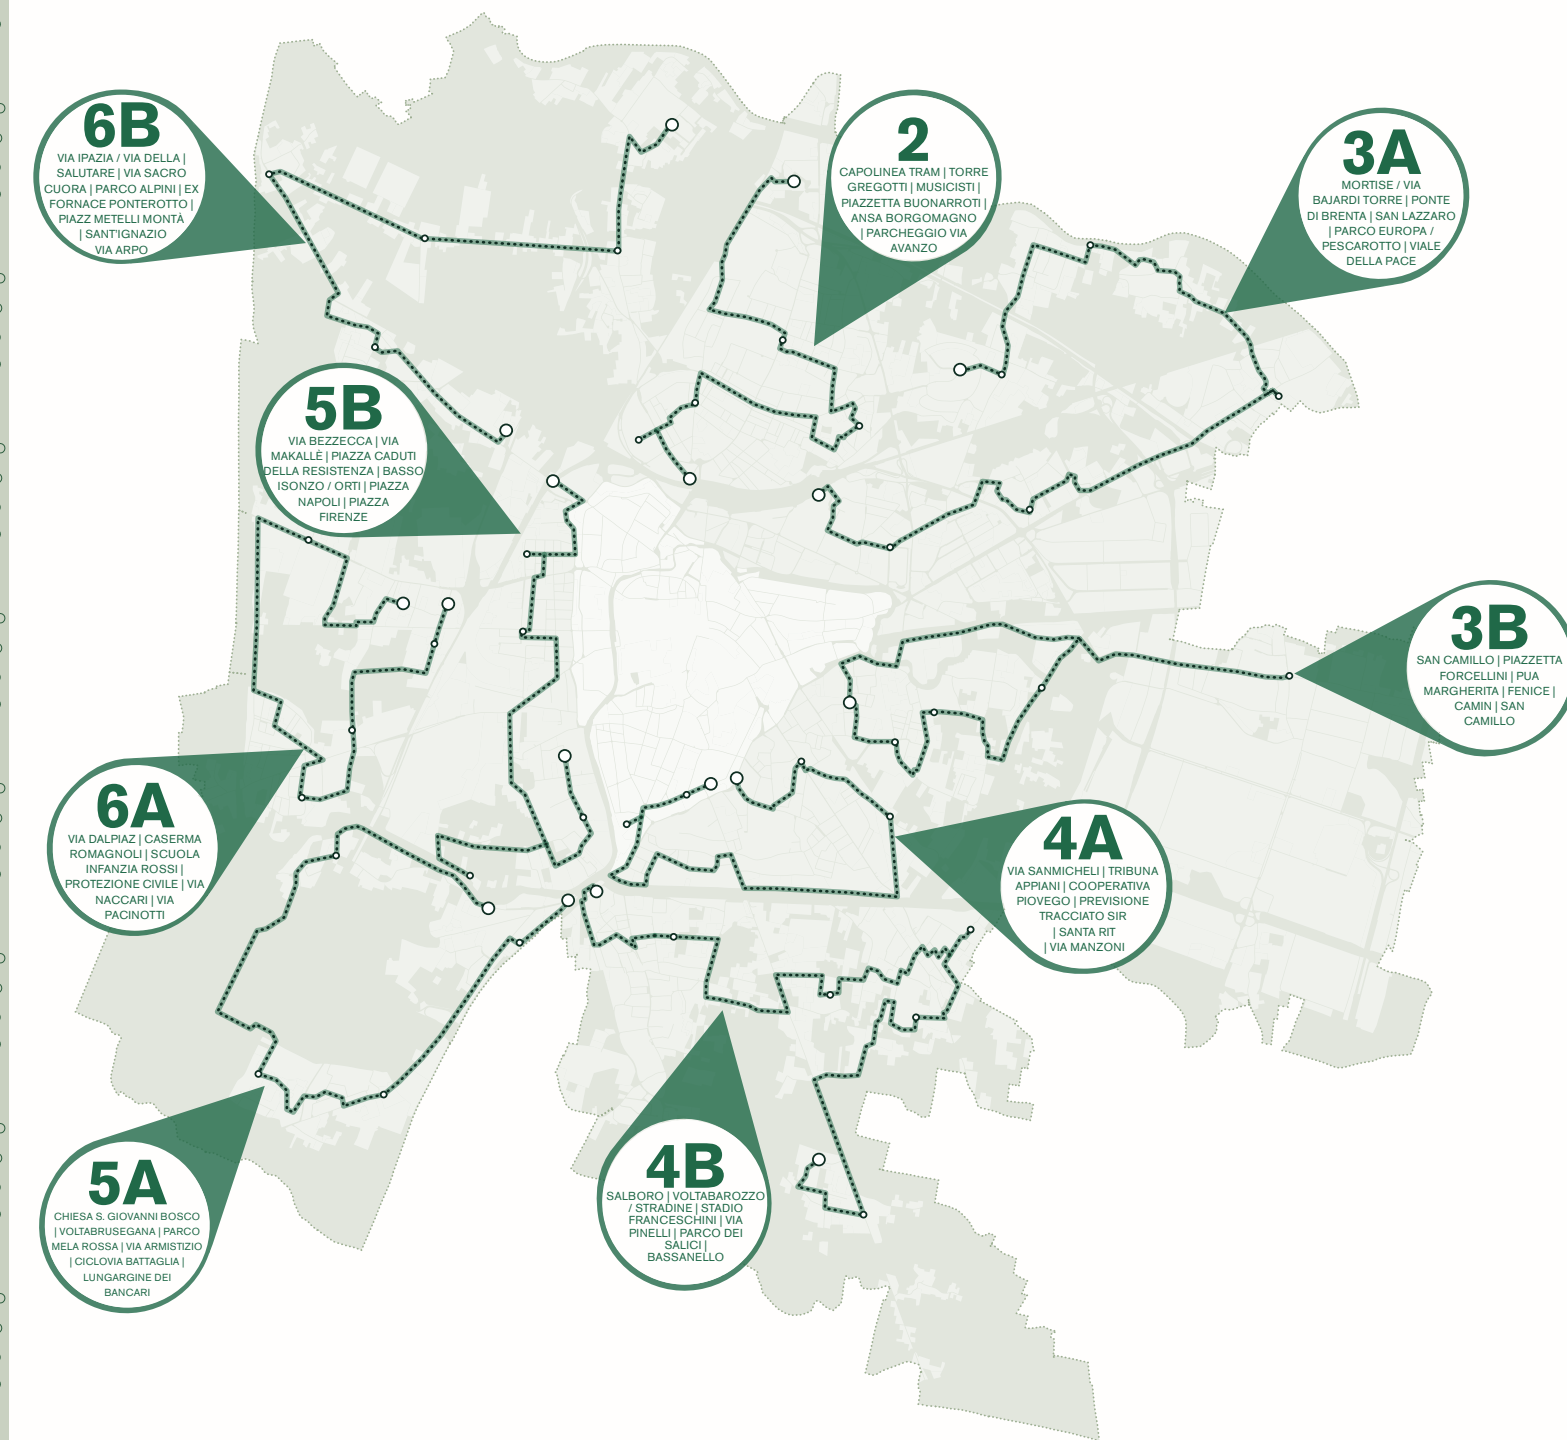 6B
VIA IPAZIA / VIA DELLA |
SALUTARE | VIA SACRO
CUORA | PARCO ALPINI | EX
FORNACE PONTEROTTO |
PIAZZ METELLI MONTÀ
| SANT'IGNAZIO
VIA ARPO
2
CAPOLINEA TRAM | TORRE
GREGOTTI | MUSICISTI |
PIAZZETTA BUONARROTI |
ANSA BORGOMAGNO
| PARCHEGGIO VIA
AVANZO
3A
MORTISE / VIA
BAJARDI TORRE | PONTE
DI BRENTA | SAN LAZZARO
| PARCO EUROPA /
PESCAROTTO | VIALE
DELLA PACE
5B
VIA BEZZECCA | VIA
MAKALLÈ | PIAZZA CADUTI
DELLA RESISTENZA | BASSO
ISONZO / ORTI | PIAZZA
NAPOLI | PIAZZA
FIRENZE
3B
SAN CAMILLO | PIAZZETTA
FORCELLINI | PUA
MARGHERITA | FENICE |
CAMIN | SAN
CAMILLO
6A
VIA DALPIAZ | CASERMA
ROMAGNOLI | SCUOLA
INFANZIA ROSSI |
PROTEZIONE CIVILE | VIA
NACCARI | VIA
PACINOTTI
4A
VIA SANMICHELI | TRIBUNA
APPIANI | COOPERATIVA
PIOVEGO | PREVISIONE
TRACCIATO SIR
| SANTA RIT
| VIA MANZONI
5A
CHIESA S. GIOVANNI BOSCO
| VOLTABRUSEGANA | PARCO
MELA ROSSA | VIA ARMISTIZIO
| CICLOVIA BATTAGLIA |
LUNGARGINE DEI
BANCARI
4B
SALBORO | VOLTABAROZZO
/ STRADINE | STADIO
FRANCESCHINI | VIA
PINELLI | PARCO DEI
SALICI |
BASSANELLO